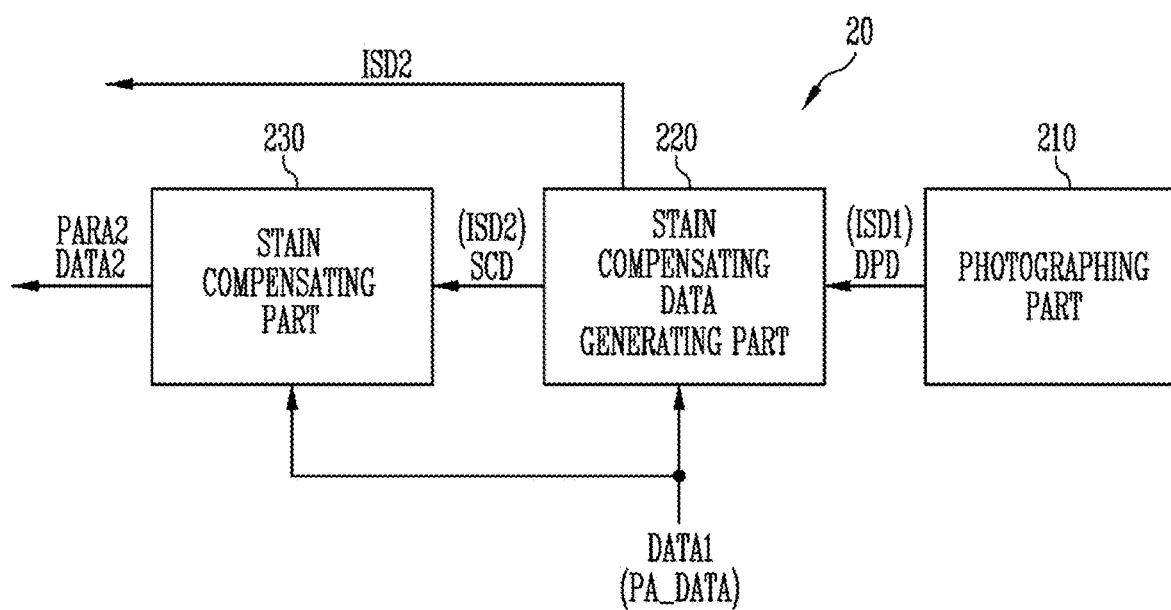 20
ISD2
230
220
210
PARA2
DATA2
STAIN
COMPENSATING
PART
(ISD2)
SCD
STAIN
COMPENSATING
DATA
GENERATING PART
(ISD1)
DPD
PHOTOGRAPHING
PART
DATA1
(PA_DATA)